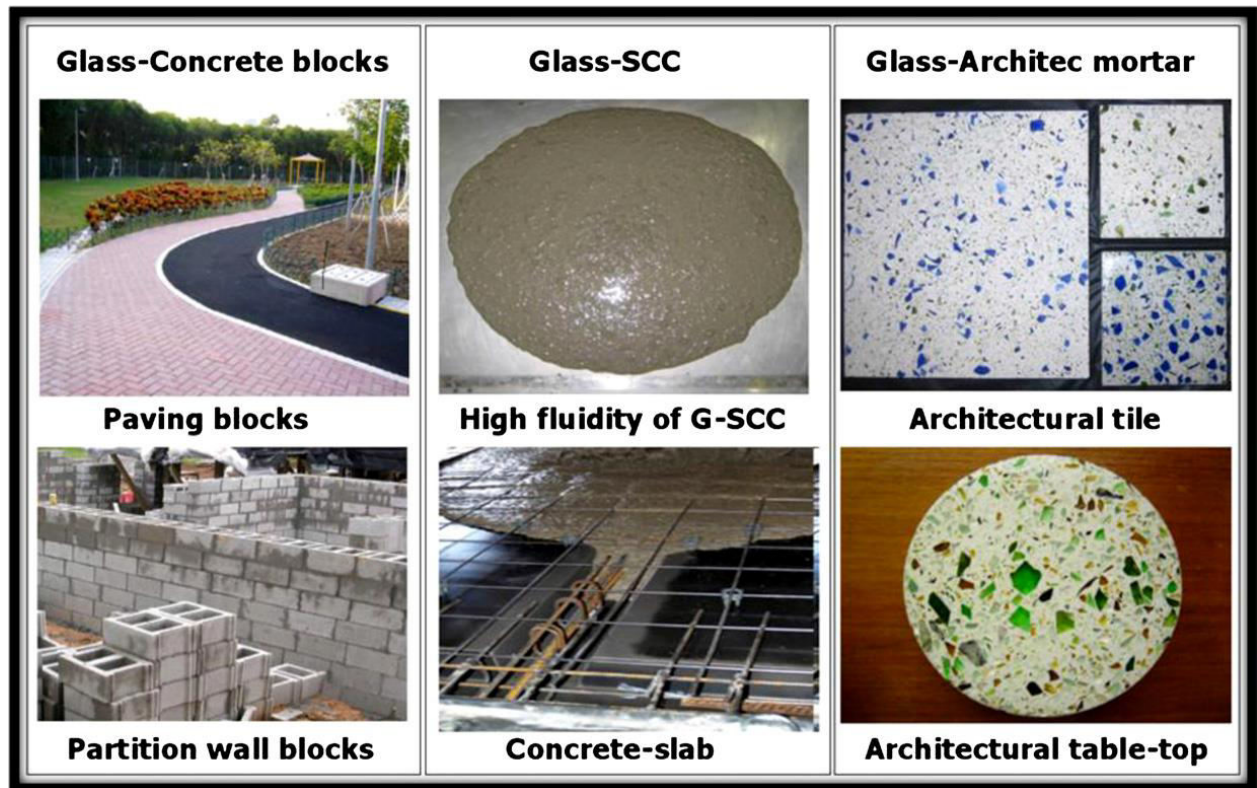 Glass-Concrete blocks
Paving blocks
Partition wall blocks
Glass-SCC
High fluidity of G-SCC
Concrete-slab
Glass-Architec mortar
Architectural tile
Architectural table-top